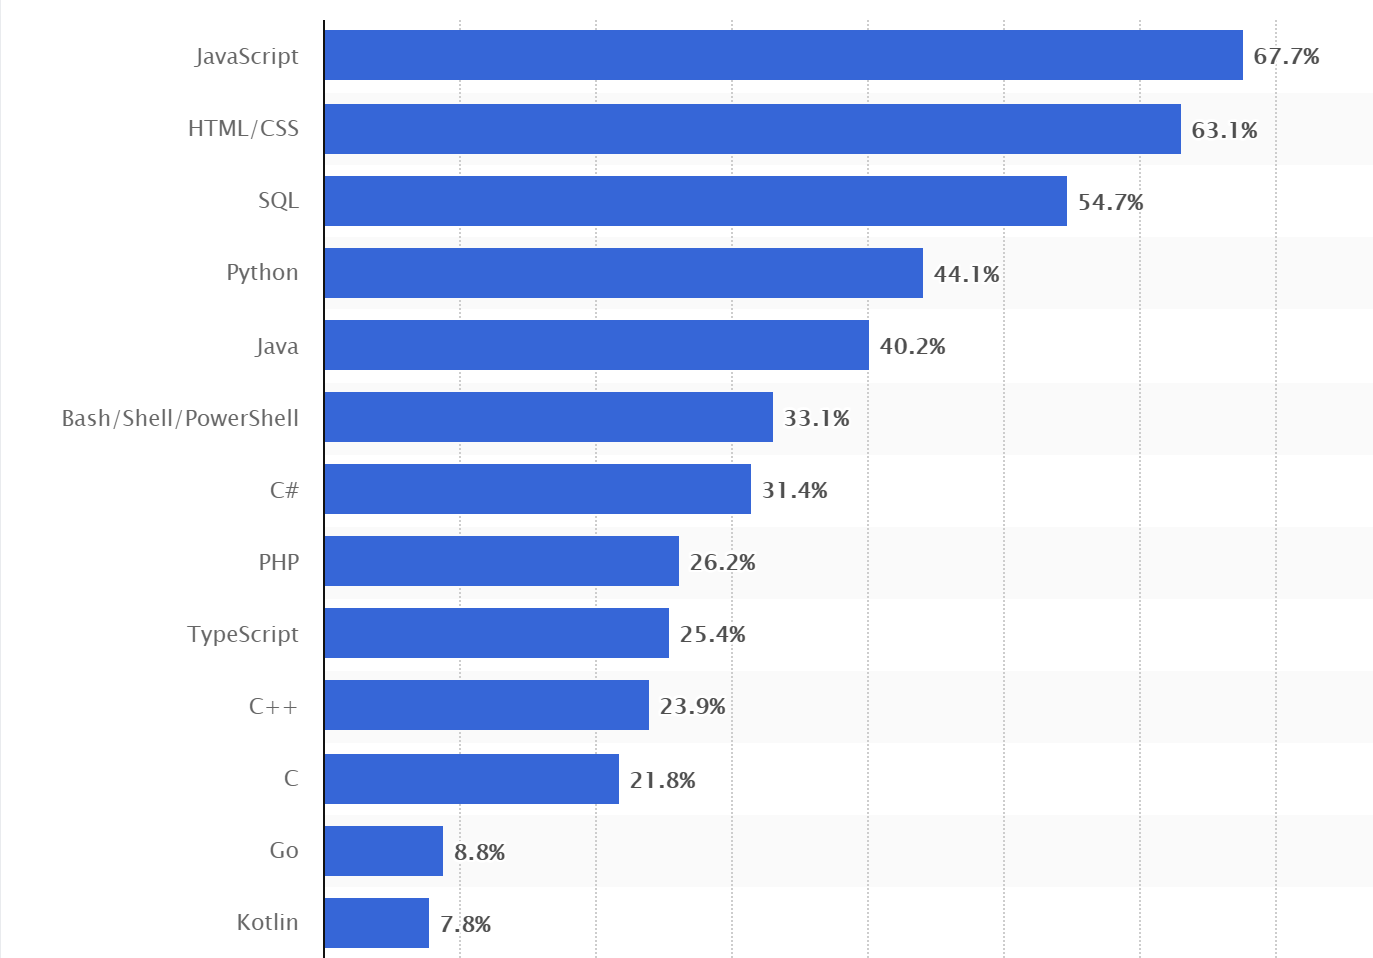 JavaScript 67.7%
HTML/CSS 63.1%
SQL 54.7%
Python 44.1%
Java 40.2%
Bash/Shell/PowerShell 33.1%
C# 31.4%
PHP 26.2%
TypeScript 25.4%
C++ 23.9%
C 21.8%
Go 8.8%
Kotlin 7.8%